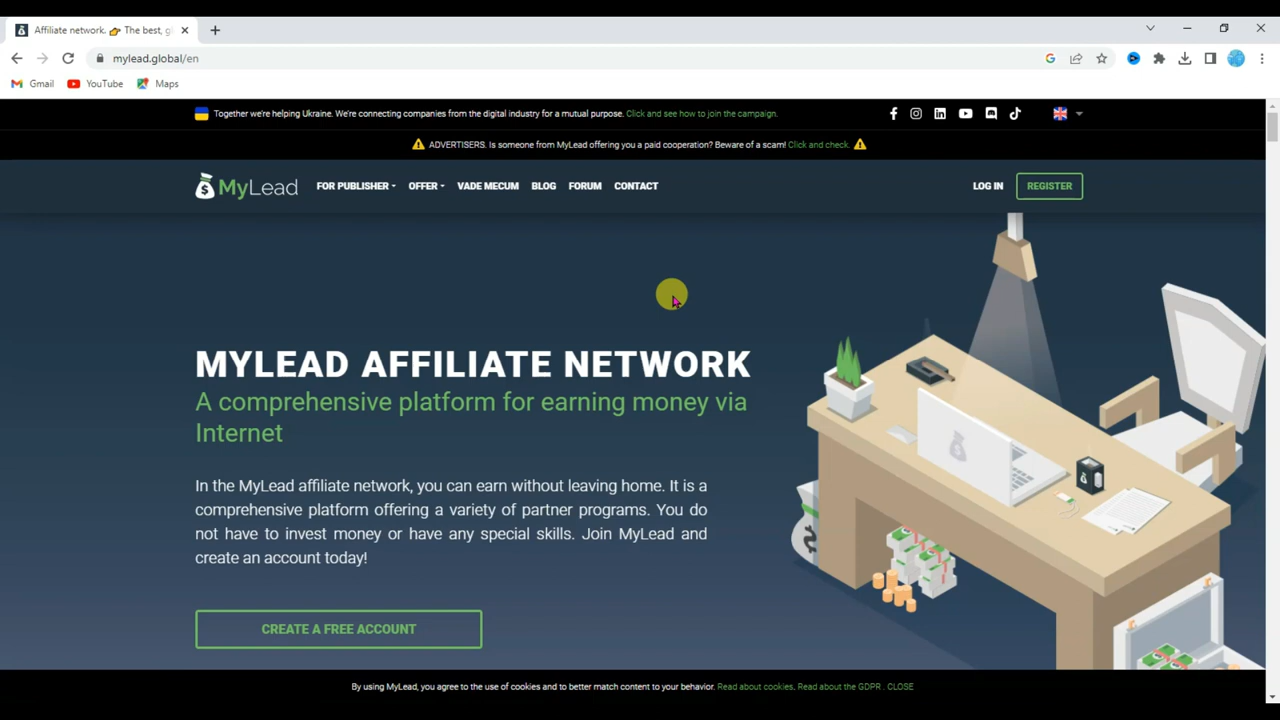 Affiliate network. 👉 The best, g
mylead.global/en
Gmail YouTube Maps
Together we're helping Ukraine. We're connecting companies from the digital industry for a mutual purpose. Click and see how to join the campaign.
ADVERTISERS. Is someone from MyLead offering you a paid cooperation? Beware of a scam! Click and check.
MyLead FOR PUBLISHER OFFER VADE MECUM BLOG FORUM CONTACT LOG IN REGISTER
MYLEAD AFFILIATE NETWORK
A comprehensive platform for earning money via
Internet
In the MyLead affiliate network, you can earn without leaving home. It is a
comprehensive platform offering a variety of partner programs. You do
not have to invest money or have any special skills. Join MyLead and
create an account today!
CREATE A FREE ACCOUNT
By using MyLead, you agree to the use of cookies and to better match content to your behavior. Read about cookies. Read about the GDPR . CLOSE